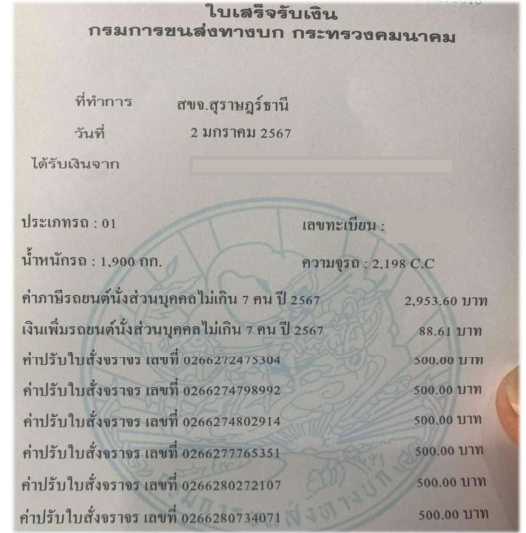 ใบเสร็จรับเงิน
กรมการขนส่งทางบก กระทรวงคมนาคม
ที่ทำการ สขจ.สุราษฎร์ธานี
วันที่ 2 มกราคม 2567
ได้รับเงินจาก
ประเภทรถ : 01 เลขทะเบียน :
น้ำหนักรถ : 1,900 กก. ความจุรถ : 2,198 C.C
ค่าภาษีรถยนต์นั่งส่วนบุคคลไม่เกิน 7 คน ปี 2567 2,953.60 บาท
เงินเพิ่มรถยนต์นั่งส่วนบุคคลไม่เกิน 7 คน ปี 2567 88.61 บาท
ค่าปรับใบสั่งจราจร เลขที่ 0266272475304 500.00 บาท
ค่าปรับใบสั่งจราจร เลขที่ 0266274798992 500.00 บาท
ค่าปรับใบสั่งจราจร เลขที่ 0266274802914 500.00 บาท
ค่าปรับใบสั่งจราจร เลขที่ 0266277765351 500.00 บาท
ค่าปรับใบสั่งจราจร เลขที่ 0266280272107 500.00 บาท
ค่าปรับใบสั่งจราจร เลขที่ 0266280734071 500.00 บาท
กรมการขนส่งทางบก